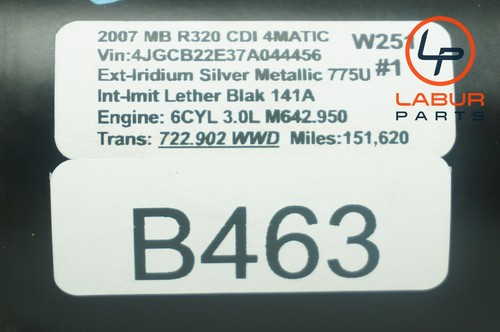 2007 MB R320 CDI 4MATIC W251
Vin:4JGCB22E37A044456
Ext-Iridium Silver Metallic 775U #1
Int-Imit Lether Blak 141A
Engine: 6CYL 3.0L M642.950
Trans: 722.902 WWD Miles:151,620
B463
LP
LABUR
PARTS